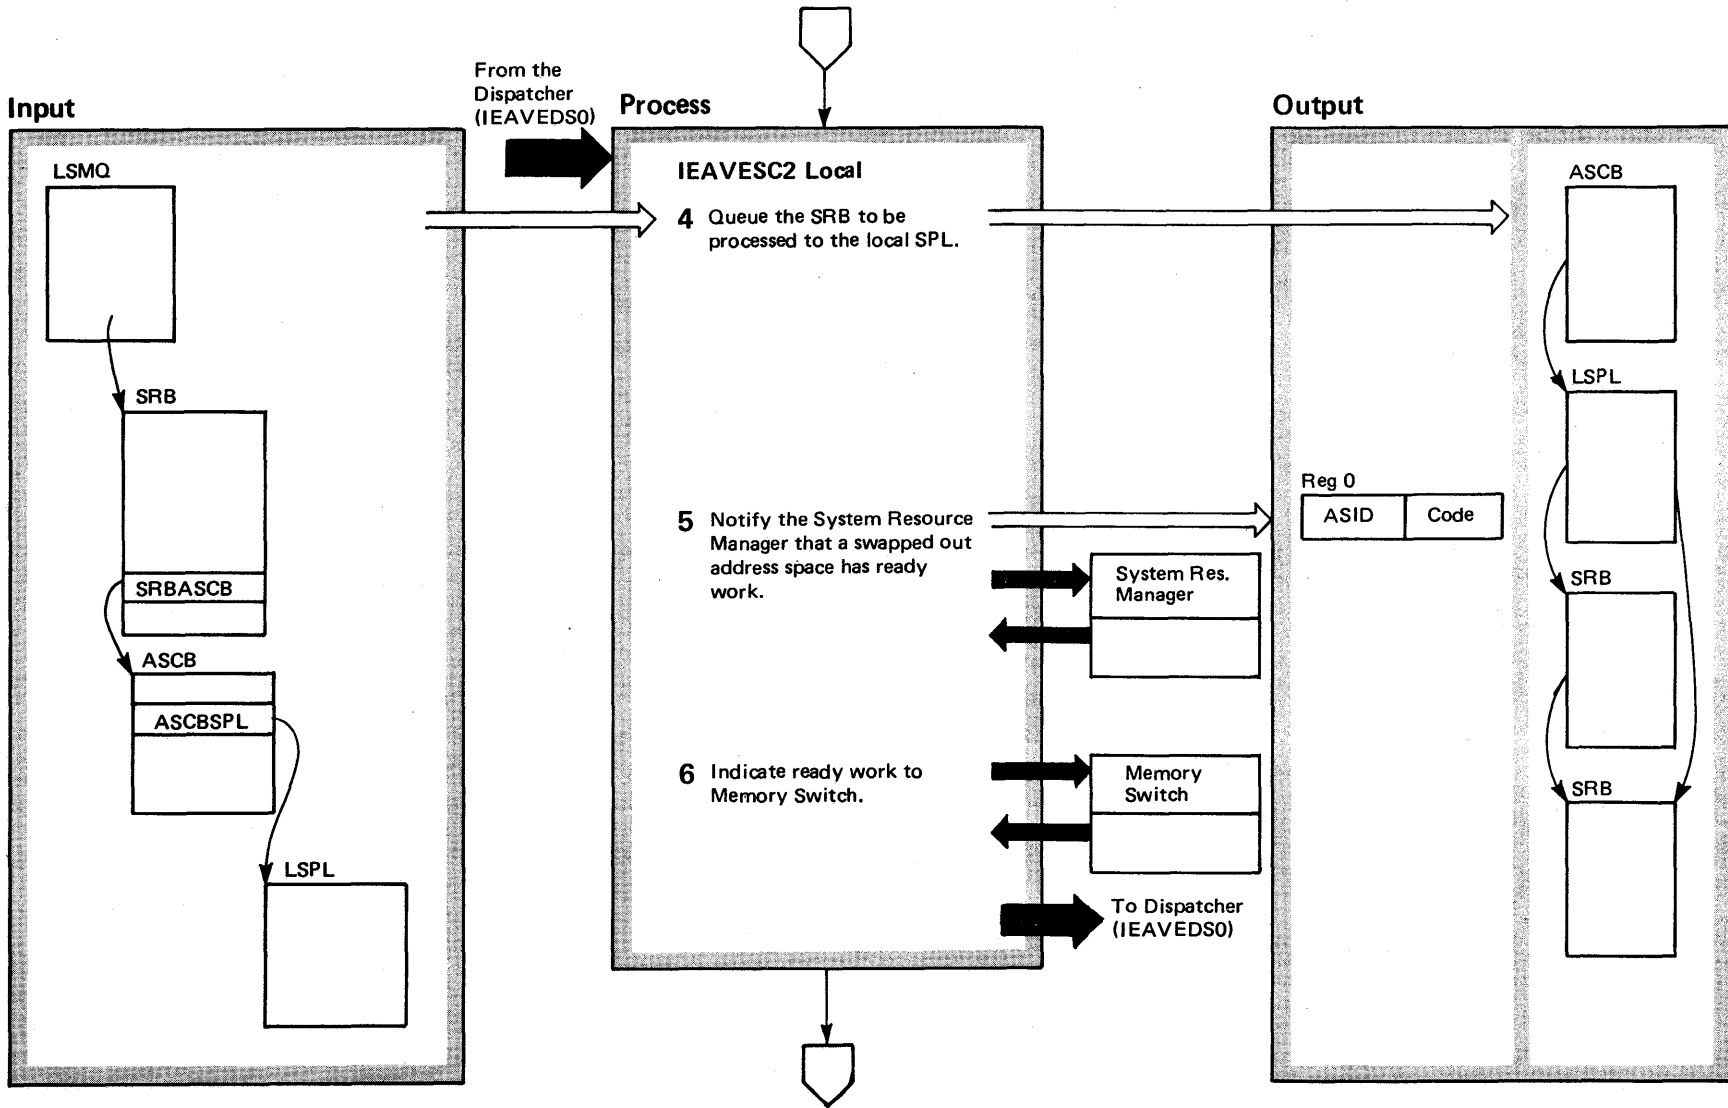 From the
Dispatcher
(IEAVEDS0)
Input
Process
Output
LSMQ
SRB
SRBASCB
ASCB
ASCBSPL
LSPL
IEAVESC2 Local
4 Queue the SRB to be
processed to the local SPL.
5 Notify the System Resource
Manager that a swapped out
address space has ready
work.
System Res.
Manager
6 Indicate ready work to
Memory Switch.
Memory
Switch
To Dispatcher
(IEAVEDS0)
Reg 0
ASID
Code
ASCB
LSPL
SRB
SRB